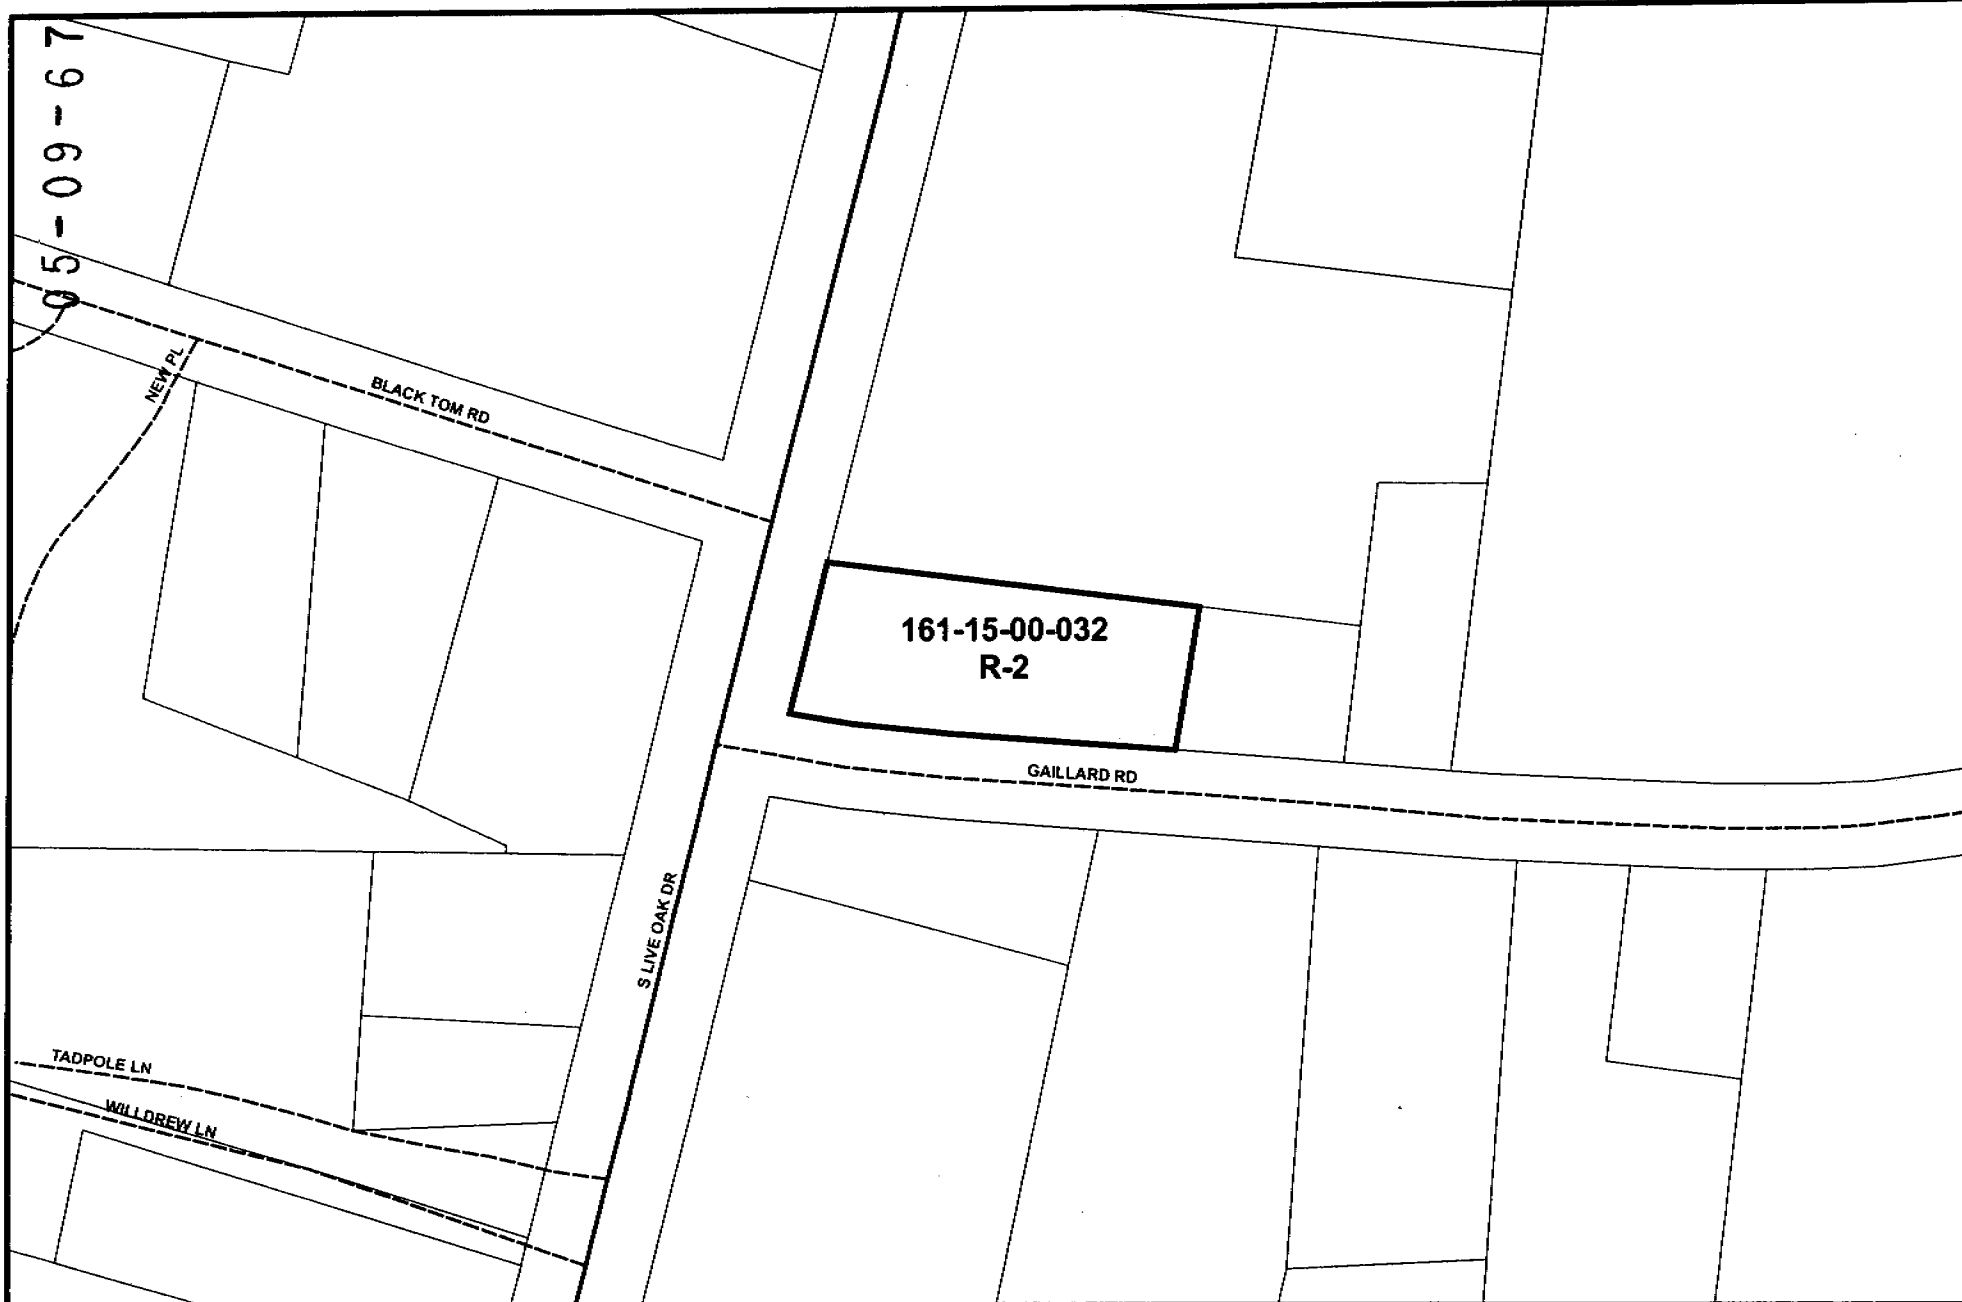 05-09-67
NEW PL
BLACK TOM RD
161-15-00-032
R-2
GAILLARD RD
S LIVE OAK DR
TADPOLE LN
WILLDREW LN